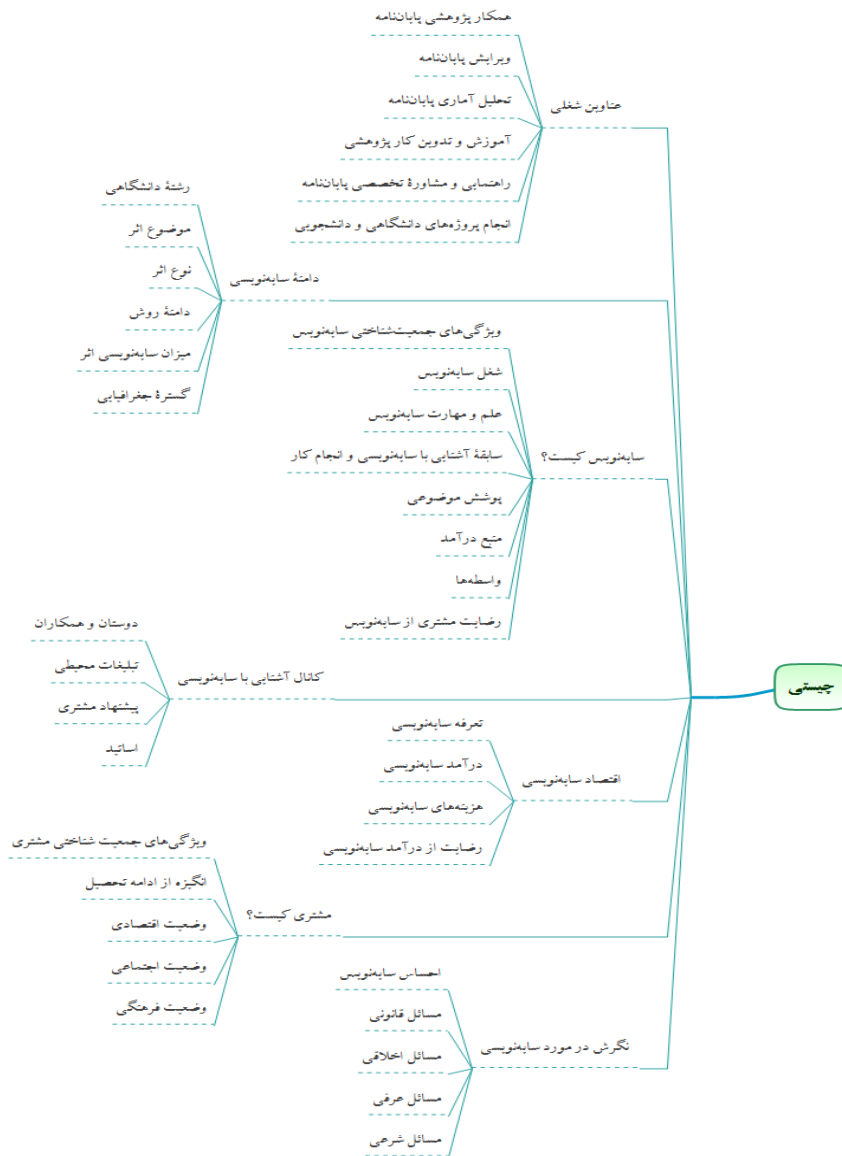 چیستی
عناوین شغلی
همکار پژوهشی پایان‌نامه
ویرایش پایان‌نامه
تحلیل آماری پایان‌نامه
آموزش و تدوین کار پژوهشی
راهنمایی و مشاورۀ تخصصی پایان‌نامه
انجام پروژه‌های دانشگاهی و دانشجویی
دامنۀ سایه‌نویسی
رشتۀ دانشگاهی
موضوع اثر
نوع اثر
دامنۀ روش
میزان سایه‌نویسی اثر
گسترۀ جغرافیایی
سایه‌نویس کیست؟
ویژگی‌های جمعیت‌شناختی سایه‌نویس
شغل سایه‌نویس
علم و مهارت سایه‌نویس
سابقۀ آشنایی با سایه‌نویسی و انجام کار
پوشش موضوعی
منبع درآمد
واسطه‌ها
رضایت مشتری از سایه‌نویس
کانال آشنایی با سایه‌نویسی
دوستان و همکاران
تبلیغات محیطی
پیشنهاد مشتری
اساتید
اقتصاد سایه‌نویسی
تعرفه سایه‌نویسی
درآمد سایه‌نویسی
هزینه‌های سایه‌نویسی
رضایت از درآمد سایه‌نویسی
مشتری کیست؟
ویژگی‌های جمعیت شناختی مشتری
انگیزه از ادامه تحصیل
وضعیت اقتصادی
وضعیت اجتماعی
وضعیت فرهنگی
نگرش در مورد سایه‌نویسی
احساس سایه‌نویس
مسائل قانونی
مسائل اخلاقی
مسائل عرفی
مسائل شرعی